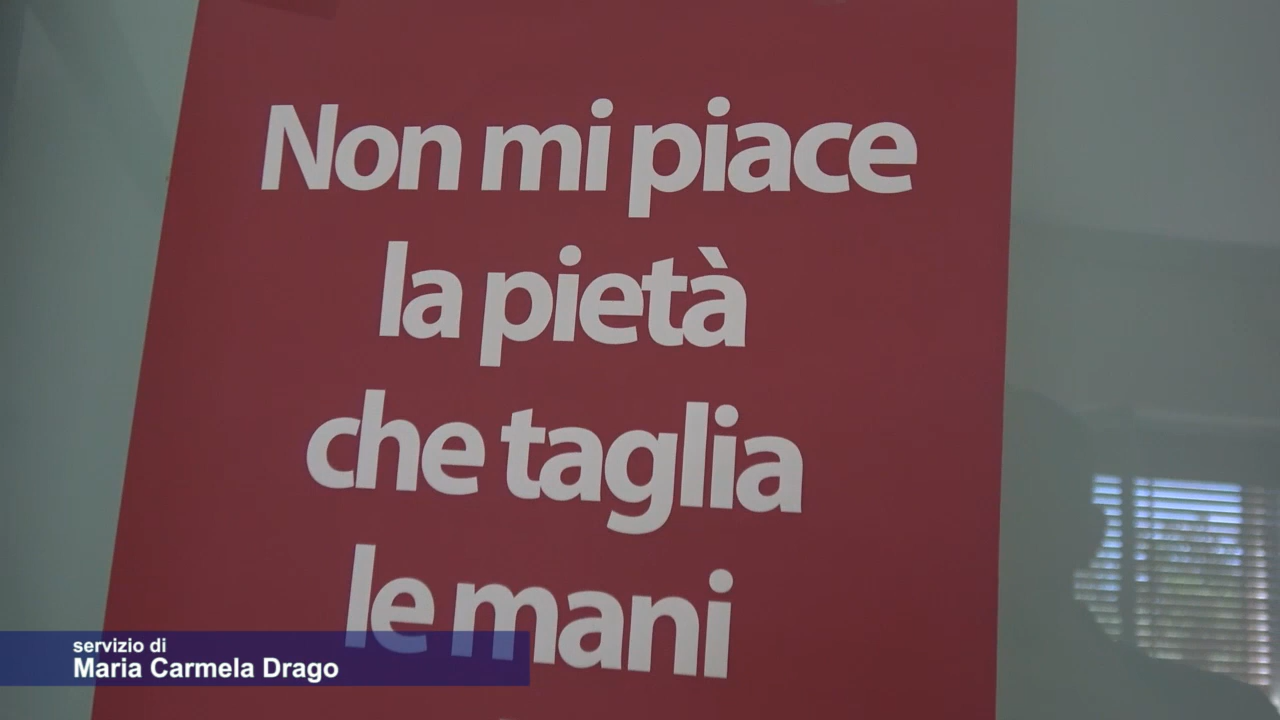 Non mi piace
la pietà
che taglia
le mani
servizio di
Maria Carmela Drago